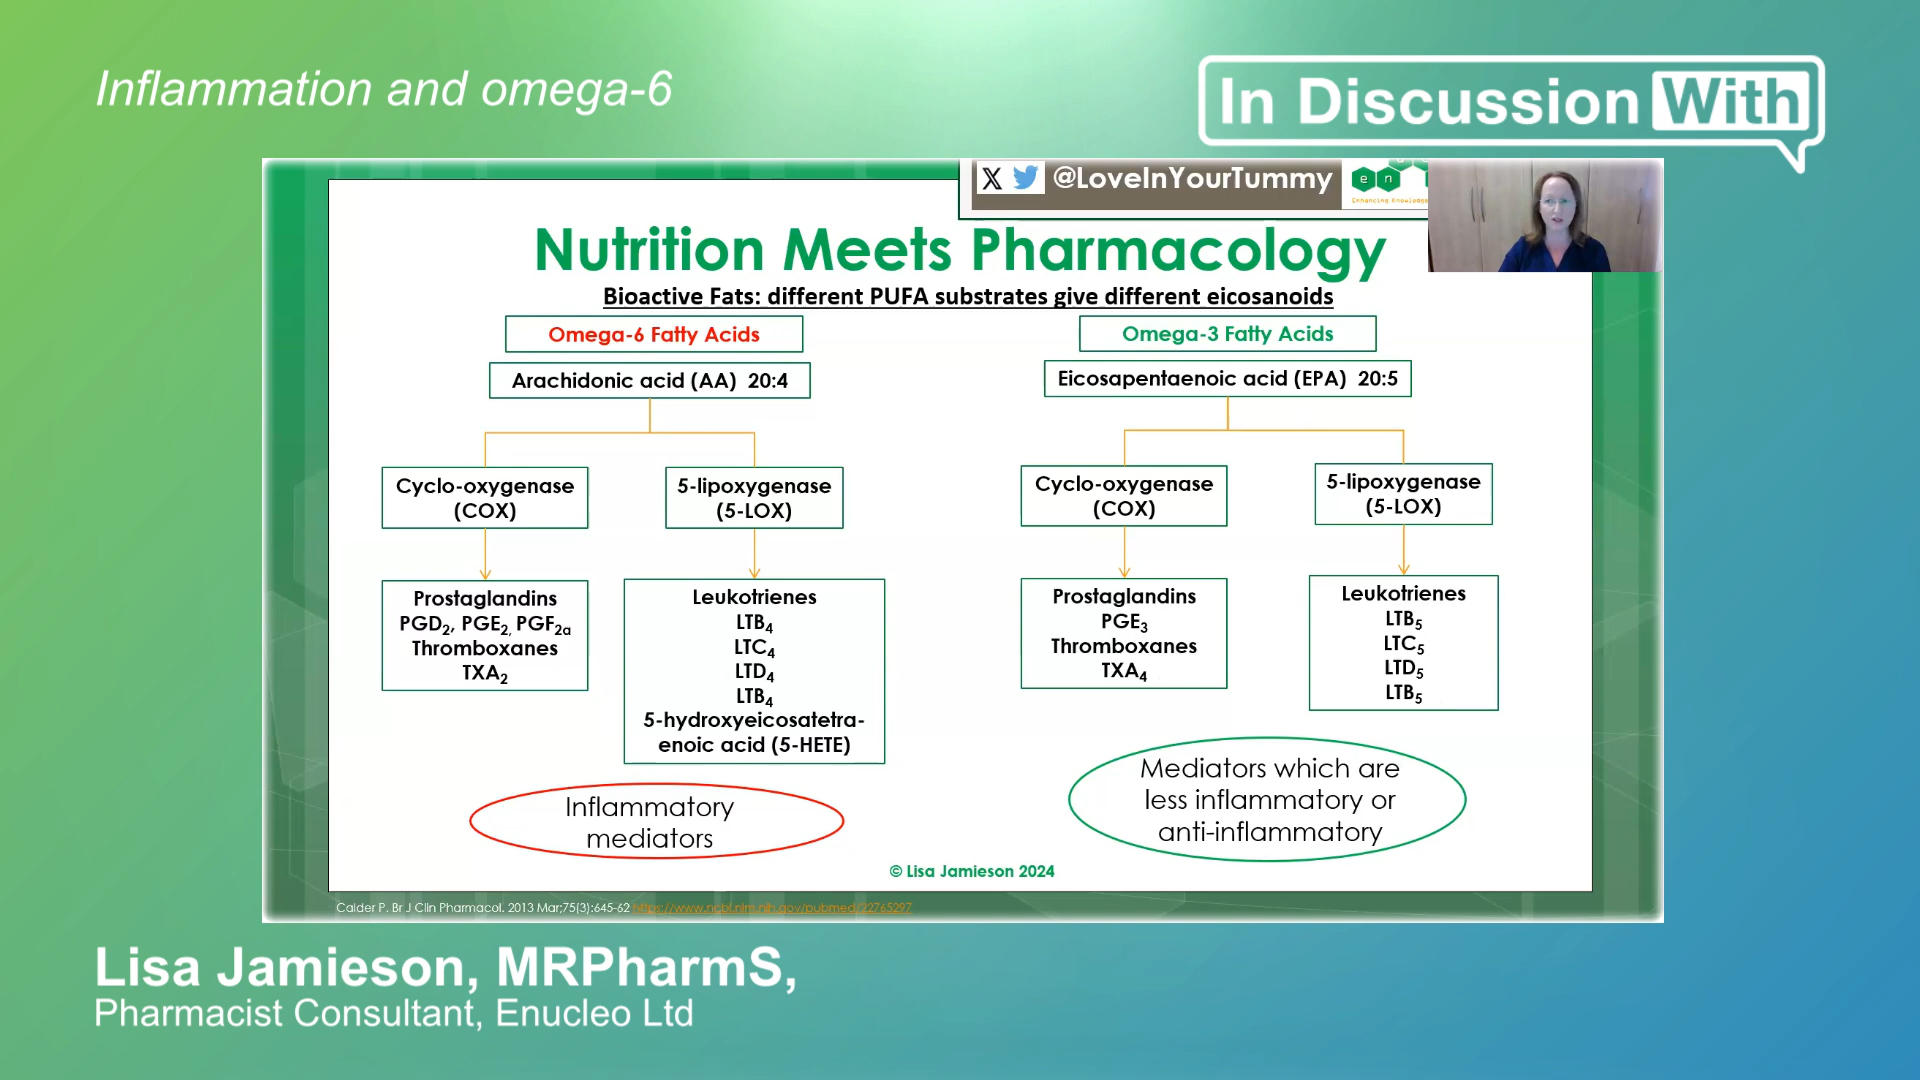 Inflammation and omega-6
In Discussion With
X @LoveInYourTummy
en
Enhancing Knowledge
Nutrition Meets Pharmacology
Bioactive Fats: different PUFA substrates give different eicosanoids
Omega-6 Fatty Acids
Arachidonic acid (AA) 20:4
Cyclo-oxygenase
(COX)
5-lipoxygenase
(5-LOX)
Prostaglandins
PGD₂, PGE₂, PGF₂α
Thromboxanes
TXA₂
Leukotrienes
LTB₄
LTC₄
LTD₄
LTB₄
5-hydroxyeicosatetra-
enoic acid (5-HETE)
Inflammatory
mediators
Omega-3 Fatty Acids
Eicosapentaenoic acid (EPA) 20:5
Cyclo-oxygenase
(COX)
5-lipoxygenase
(5-LOX)
Prostaglandins
PGE₃
Thromboxanes
TXA₄
Leukotrienes
LTB₅
LTC₅
LTD₅
LTB₅
Mediators which are
less inflammatory or
anti-inflammatory
© Lisa Jamieson 2024
Calder P. Br J Clin Pharmacol. 2013 Mar;75(3):645-62 https://www.ncbi.nlm.nih.gov/pubmed/22765297
Lisa Jamieson, MRPharmS,
Pharmacist Consultant, Enucleo Ltd